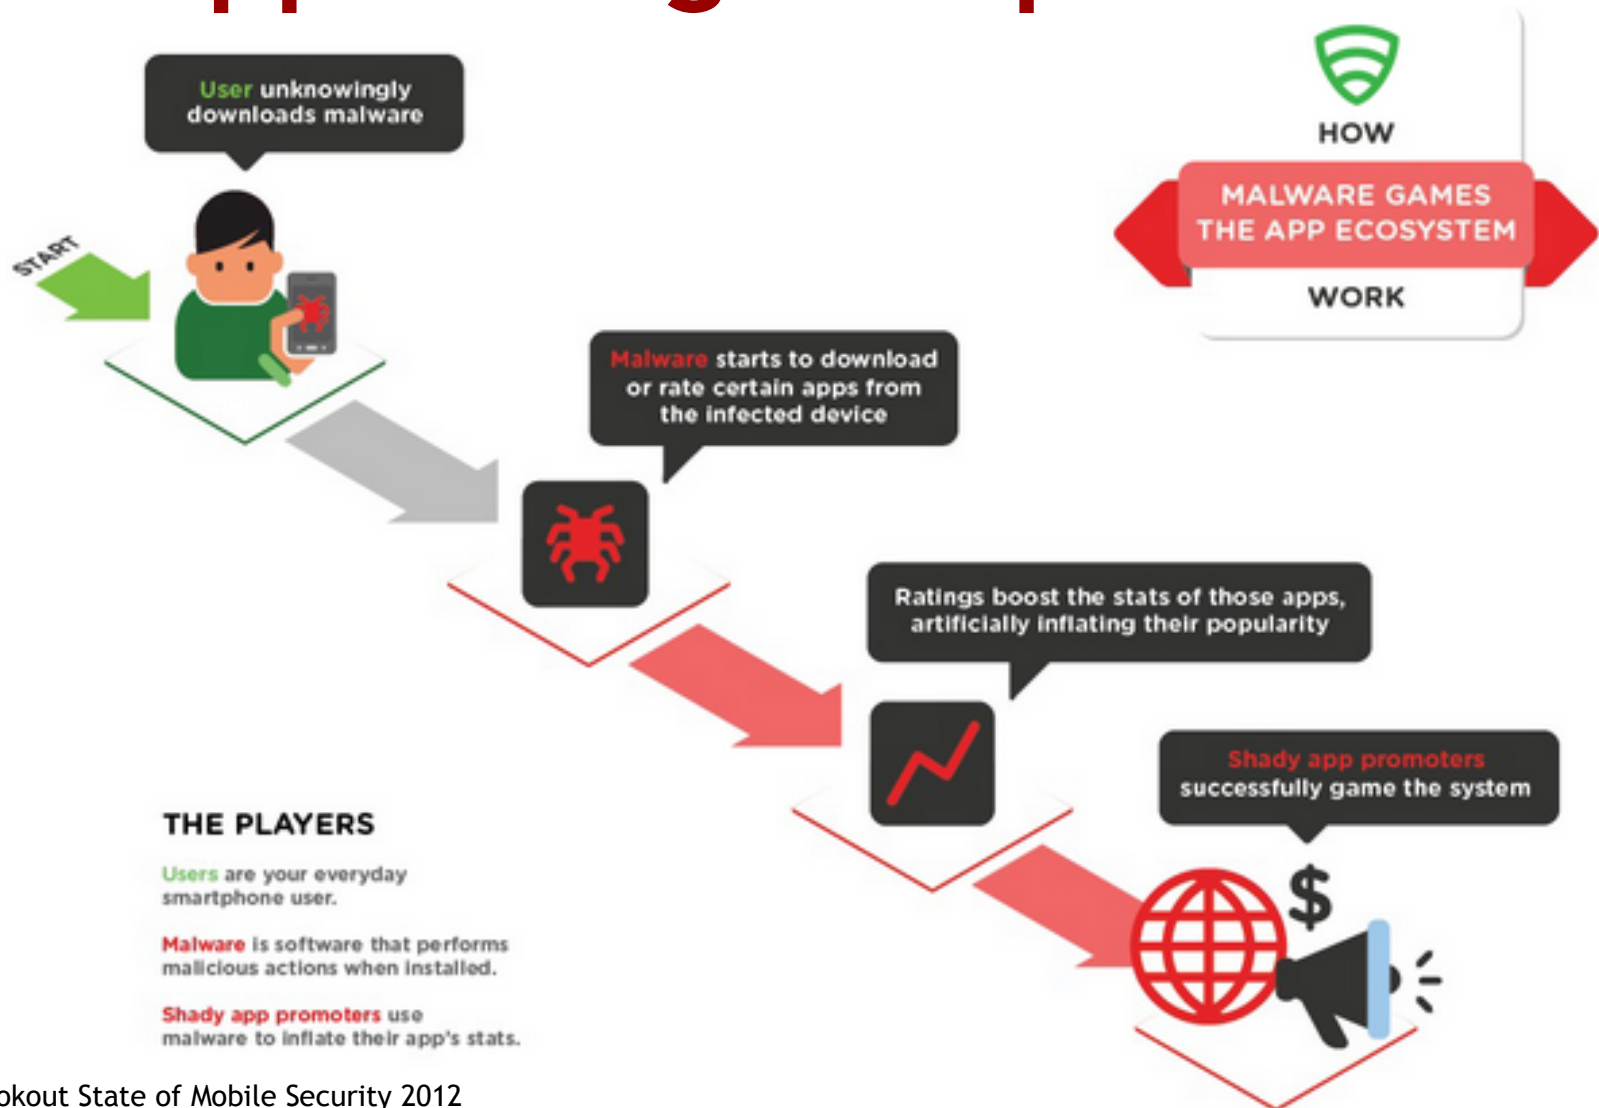 User unknowingly
downloads malware
START
HOW
MALWARE GAMES
THE APP ECOSYSTEM
WORK
Malware starts to download
or rate certain apps from
the infected device
Ratings boost the stats of those apps,
artificially inflating their popularity
Shady app promoters
successfully game the system
$
THE PLAYERS
Users are your everyday
smartphone user.
Malware is software that performs
malicious actions when installed.
Shady app promoters use
malware to inflate their app's stats.
State of Mobile Security 2012